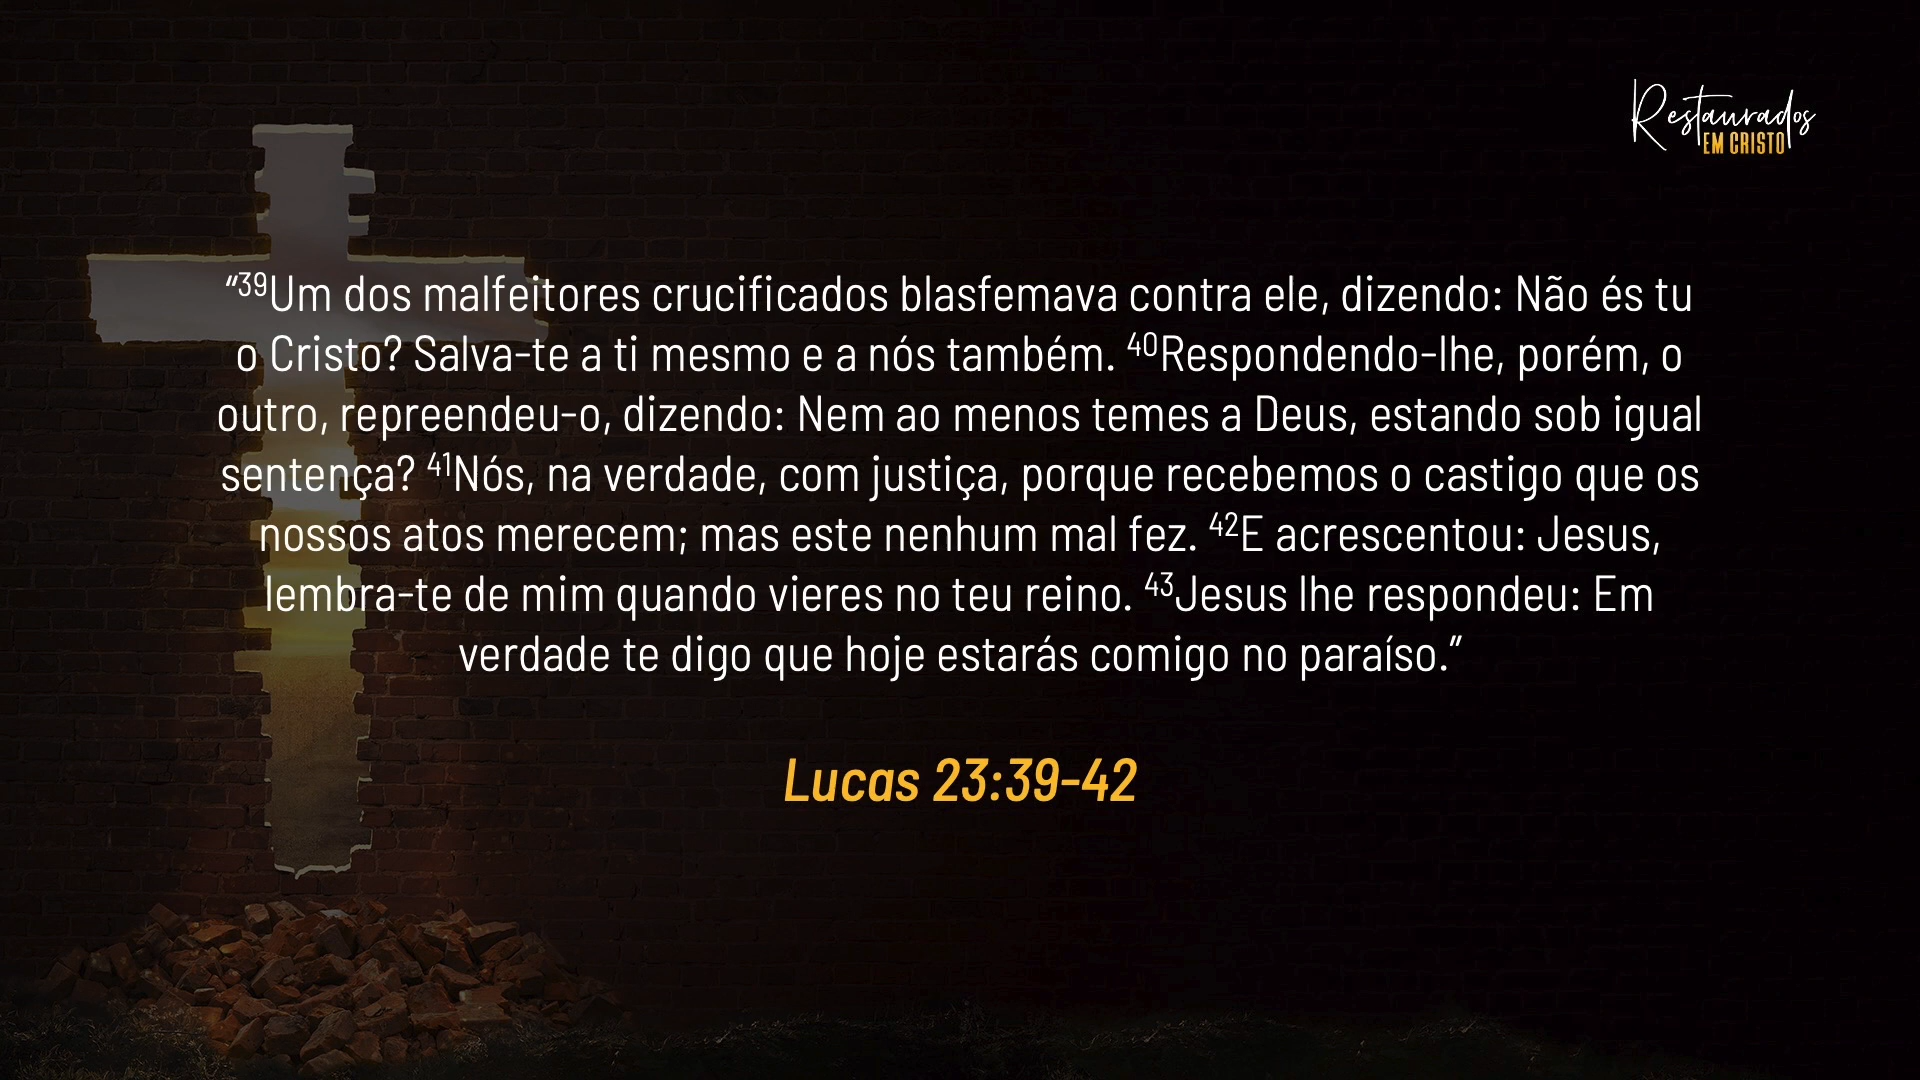 Restaurados
EM CRISTO
“³⁹Um dos malfeitores crucificados blasfemava contra ele, dizendo: Não és tu
o Cristo? Salva-te a ti mesmo e a nós também. ⁴⁰Respondendo-lhe, porém, o
outro, repreendeu-o, dizendo: Nem ao menos temes a Deus, estando sob igual
sentença? ⁴¹Nós, na verdade, com justiça, porque recebemos o castigo que os
nossos atos merecem; mas este nenhum mal fez. ⁴²E acrescentou: Jesus,
lembra-te de mim quando vieres no teu reino. ⁴³Jesus lhe respondeu: Em
verdade te digo que hoje estarás comigo no paraíso.”
Lucas 23:39-42